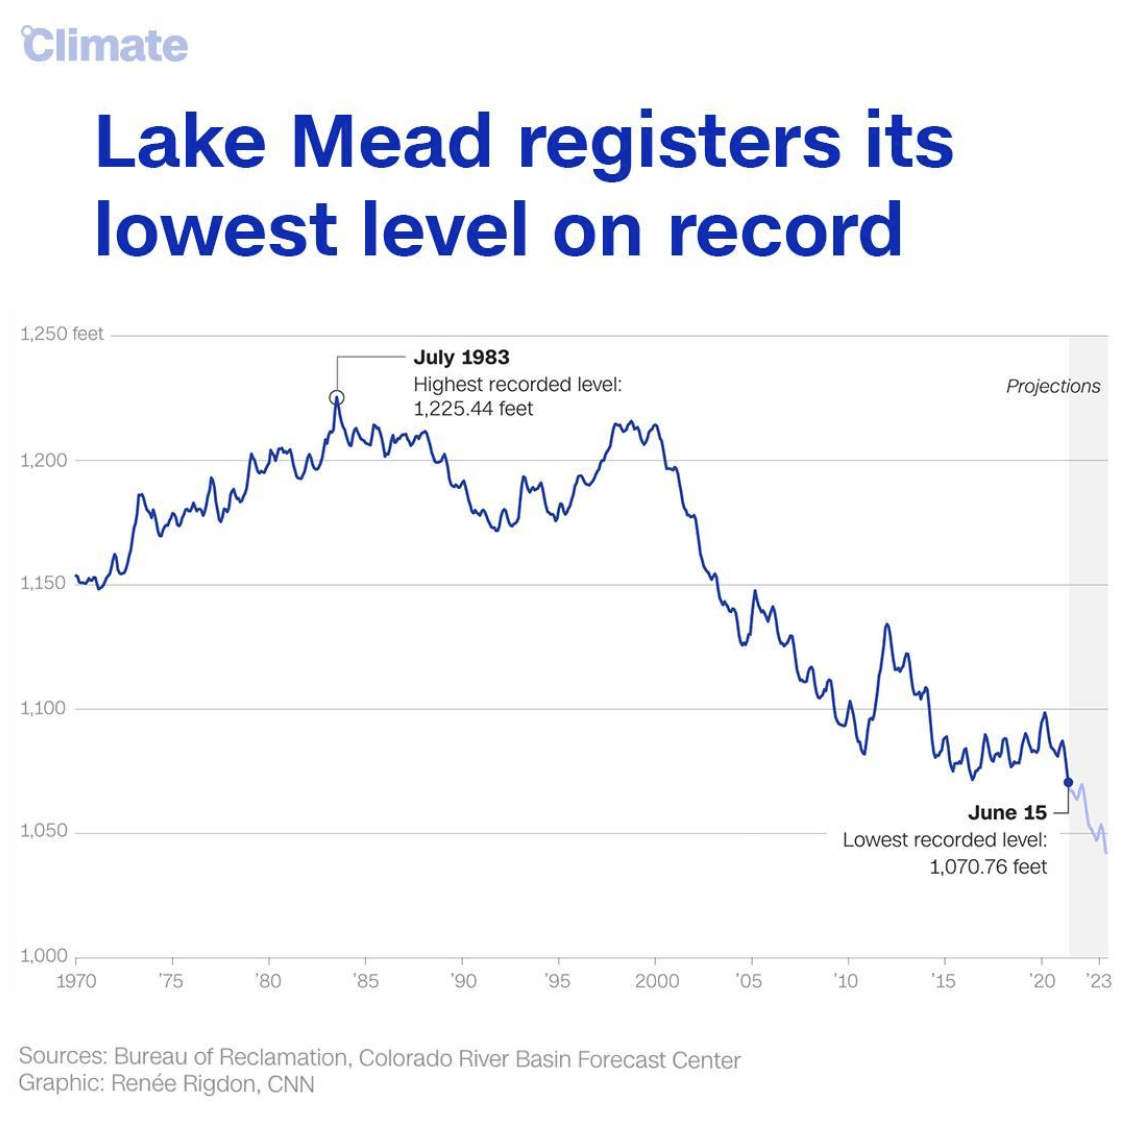 Climate
Lake Mead registers its
lowest level on record
1,250 feet
July 1983
Highest recorded level:
1,225.44 feet
Projections
1,200
1,150
1,100
June 15
1,050
Lowest recorded level:
1,070.76 feet
1,000
1970 '75 '80 '85 '90 '95 2000 '05 '10 '15 '20 '23
Sources: Bureau of Reclamation, Colorado River Basin Forecast Center
Graphic: Renée Rigdon, CNN